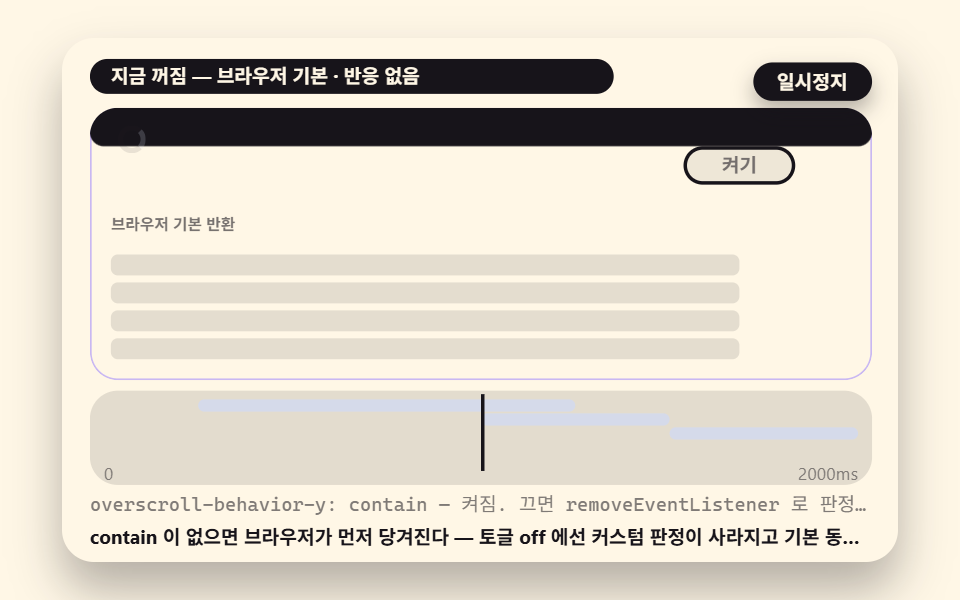 지금 꺼짐 — 브라우저 기본 · 반응 없음
일시정지
켜기
브라우저 기본 반환
0
2000ms
overscroll-behavior-y: contain — 켜짐. 끄면 removeEventListener 로 판정…
contain 이 없으면 브라우저가 먼저 당겨진다 — 토글 off 에선 커스텀 판정이 사라지고 기본 동…